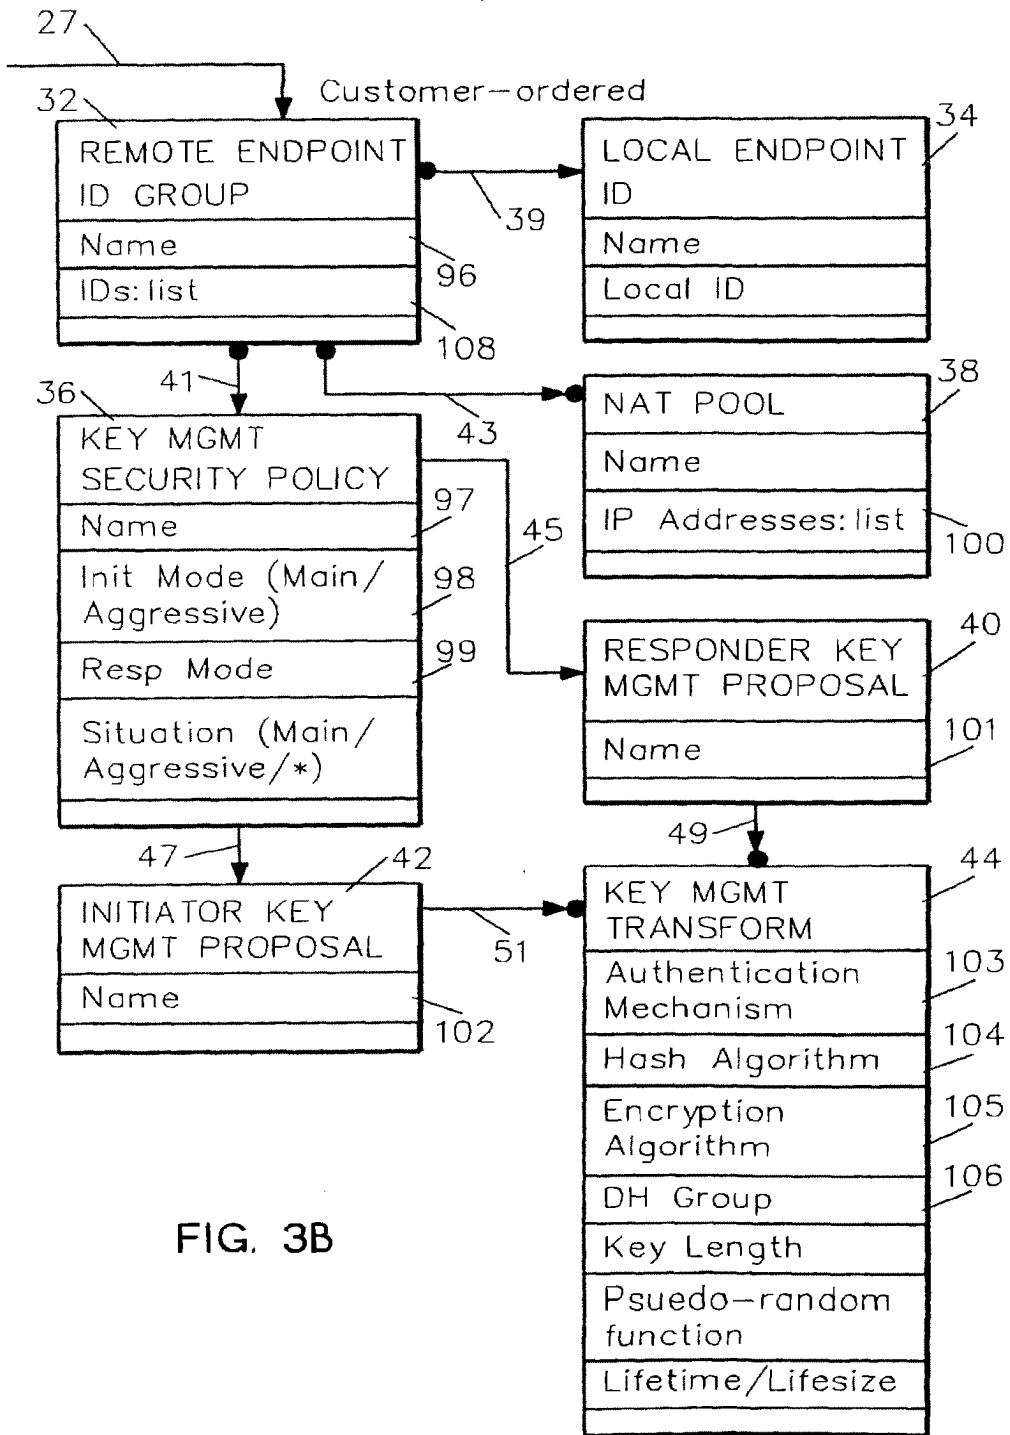 27
Customer-ordered
32
REMOTE ENDPOINT
ID GROUP
Name
96
IDs:list
108
39
34
LOCAL ENDPOINT
ID
Name
Local ID
41
43
36
KEY MGMT
SECURITY POLICY
Name
97
Init Mode (Main/
Aggressive)
98
Resp Mode
99
Situation (Main/
Aggressive/*)
38
NAT POOL
Name
IP Addresses:list
100
45
40
RESPONDER KEY
MGMT PROPOSAL
Name
101
47
49
42
INITIATOR KEY
MGMT PROPOSAL
Name
102
51
44
KEY MGMT
TRANSFORM
Authentication
Mechanism
103
Hash Algorithm
104
Encryption
Algorithm
105
DH Group
106
Key Length
Psuedo-random
function
Lifetime/Lifesize
FIG. 3B